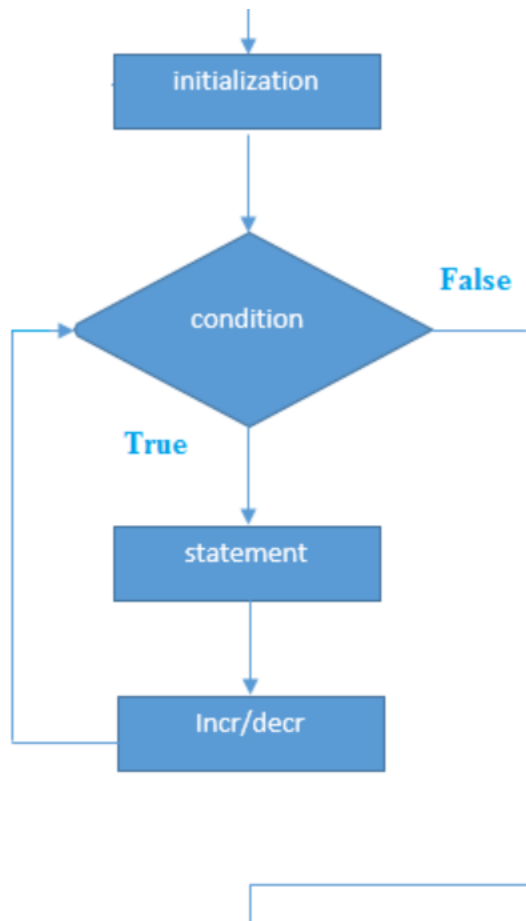 initialization
False
condition
True
statement
Incr/decr